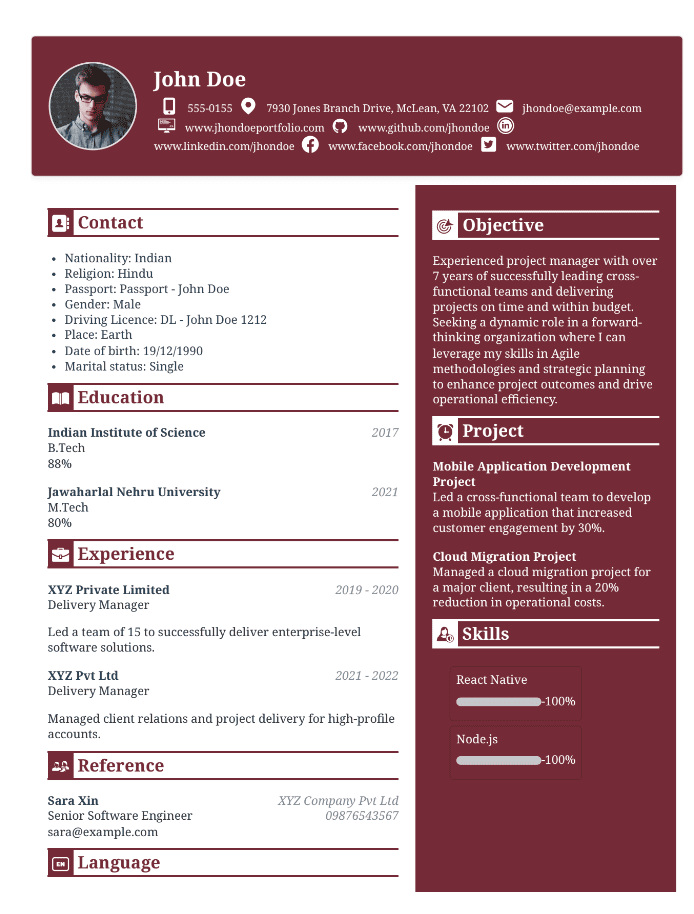 John Doe
555-0155 7930 Jones Branch Drive, McLean, VA 22102 jhondoe@example.com
www.jhondoeportfolio.com www.github.com/jhondoe in
www.linkedin.com/jhondoe www.facebook.com/jhondoe www.twitter.com/jhondoe
Contact
• Nationality: Indian
• Religion: Hindu
• Passport: Passport - John Doe
• Gender: Male
• Driving Licence: DL - John Doe 1212
• Place: Earth
• Date of birth: 19/12/1990
• Marital status: Single
Education
Indian Institute of Science 2017
B.Tech
88%
Jawaharlal Nehru University 2021
M.Tech
80%
Experience
XYZ Private Limited 2019 - 2020
Delivery Manager
Led a team of 15 to successfully deliver enterprise-level
software solutions.
XYZ Pvt Ltd 2021 - 2022
Delivery Manager
Managed client relations and project delivery for high-profile
accounts.
Reference
Sara Xin XYZ Company Pvt Ltd
Senior Software Engineer 09876543567
sara@example.com
EN Language
Objective
Experienced project manager with over
7 years of successfully leading cross-
functional teams and delivering
projects on time and within budget.
Seeking a dynamic role in a forward-
thinking organization where I can
leverage my skills in Agile
methodologies and strategic planning
to enhance project outcomes and drive
operational efficiency.
Project
Mobile Application Development
Project
Led a cross-functional team to develop
a mobile application that increased
customer engagement by 30%.
Cloud Migration Project
Managed a cloud migration project for
a major client, resulting in a 20%
reduction in operational costs.
Skills
React Native
-100%
Node.js
-100%